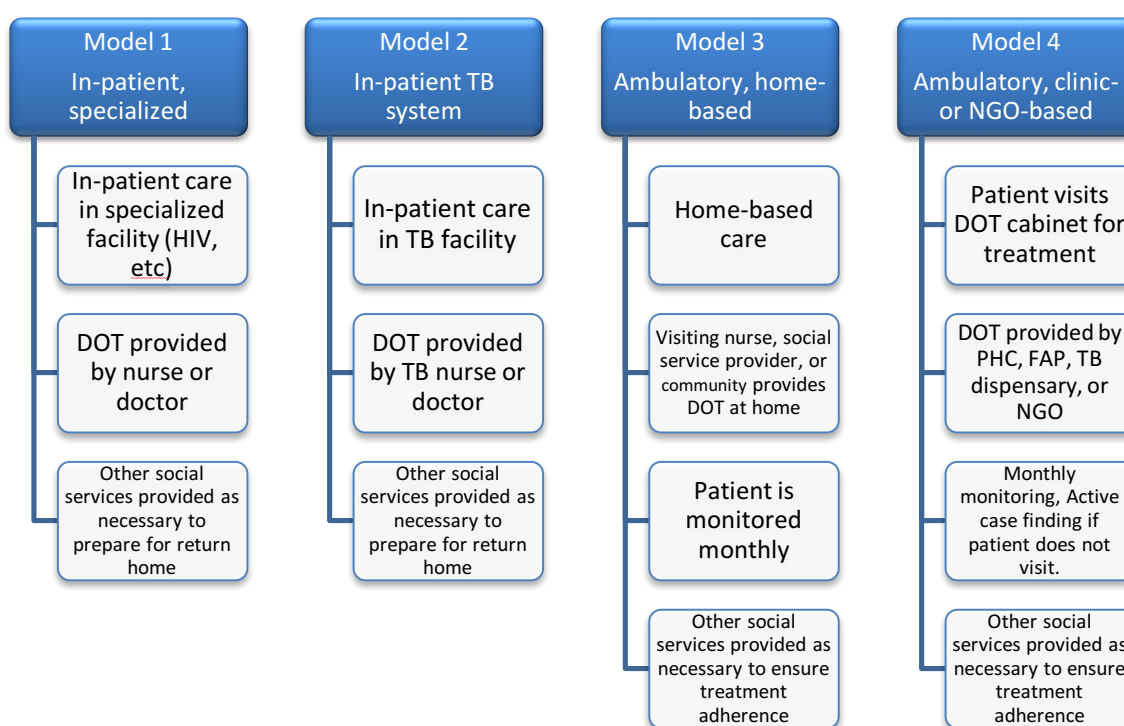 Model 1
In-patient,
specialized
In-patient care
in specialized
facility (HIV,
etc)
DOT provided
by nurse or
doctor
Other social
services provided as
necessary to
prepare for return
home
Model 2
In-patient TB
system
In-patient care
in TB facility
DOT provided
by TB nurse or
doctor
Other social
services provided as
necessary to
prepare for return
home
Model 3
Ambulatory, home-
based
Home-based
care
Visiting nurse, social
service provider, or
community provides
DOT at home
Patient is
monitored
monthly
Other social
services provided as
necessary to ensure
treatment
adherence
Model 4
Ambulatory, clinic-
or NGO-based
Patient visits
DOT cabinet for
treatment
DOT provided by
PHC, FAP, TB
dispensary, or
NGO
Monthly
monitoring, Active
case finding if
patient does not
visit.
Other social
services provided as
necessary to ensure
treatment
adherence